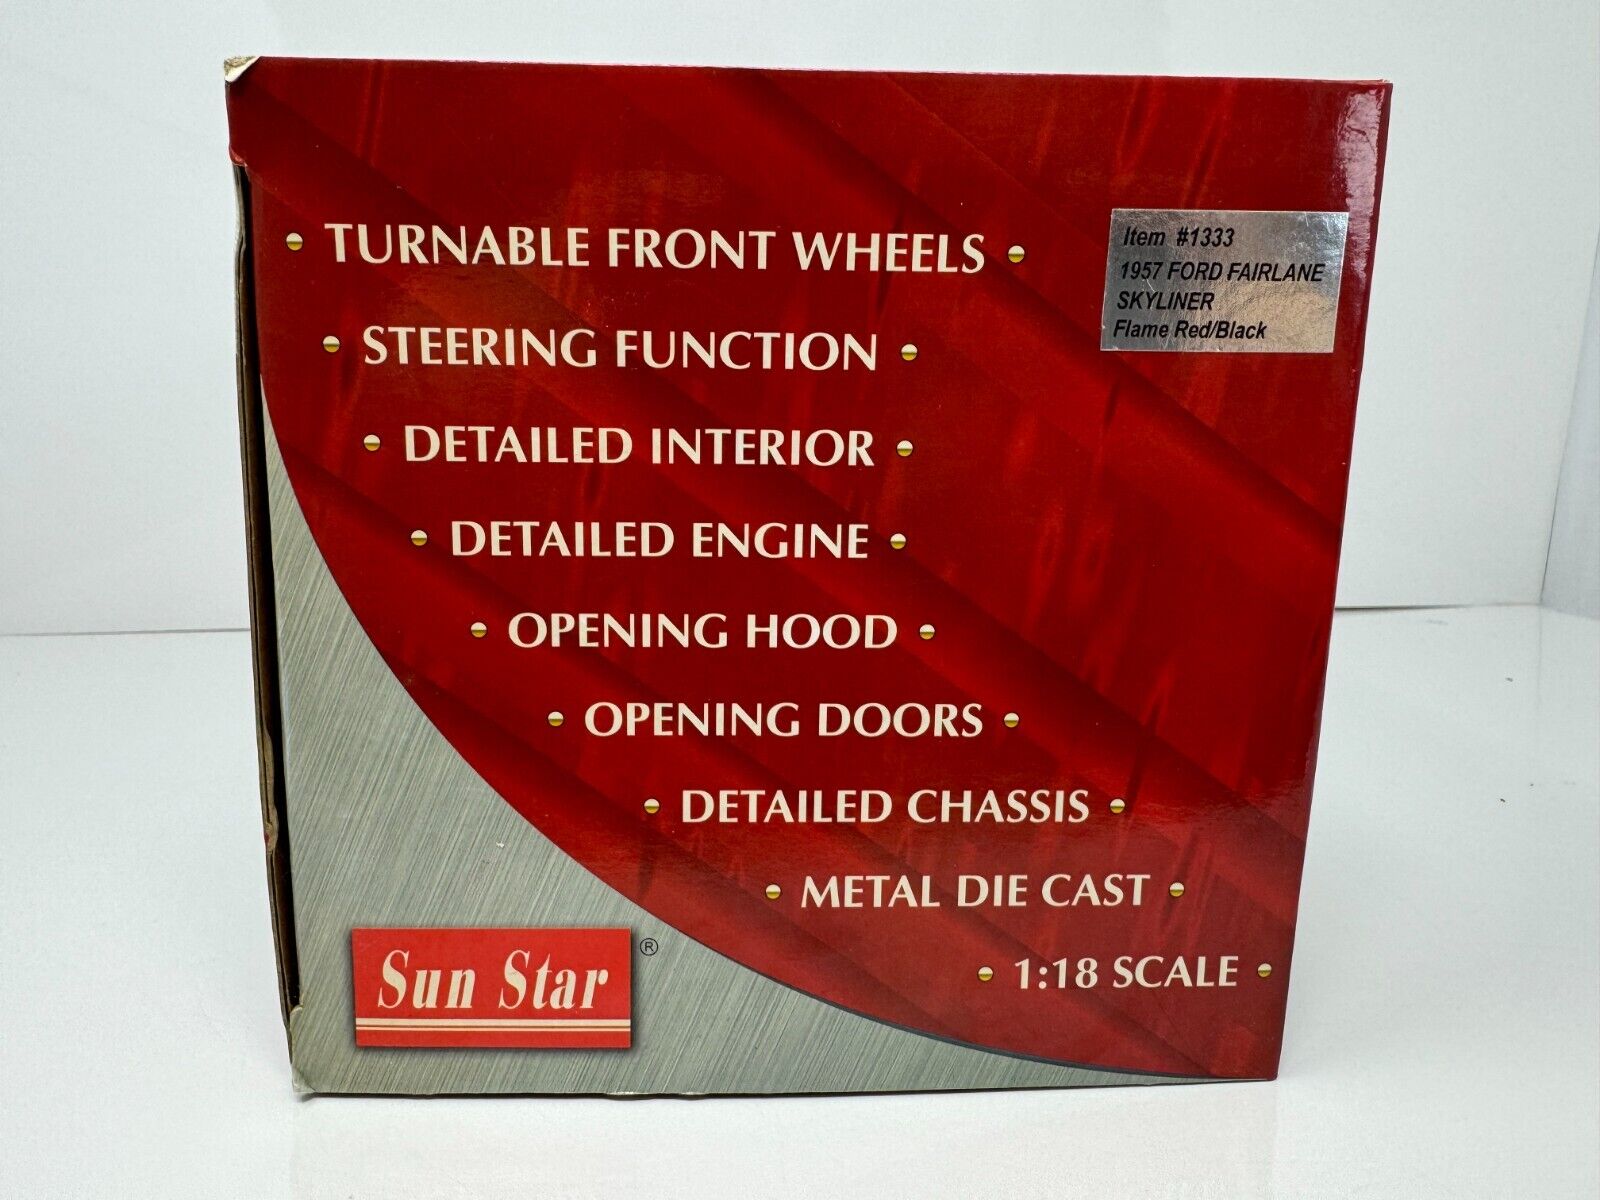 • TURNABLE FRONT WHEELS •
• STEERING FUNCTION •
• DETAILED INTERIOR •
• DETAILED ENGINE •
• OPENING HOOD •
• OPENING DOORS •
• DETAILED CHASSIS •
• METAL DIE CAST •
• 1:18 SCALE •
Item #1333
1957 FORD FAIRLANE
SKYLINER
Flame Red/Black
Sun Star ®